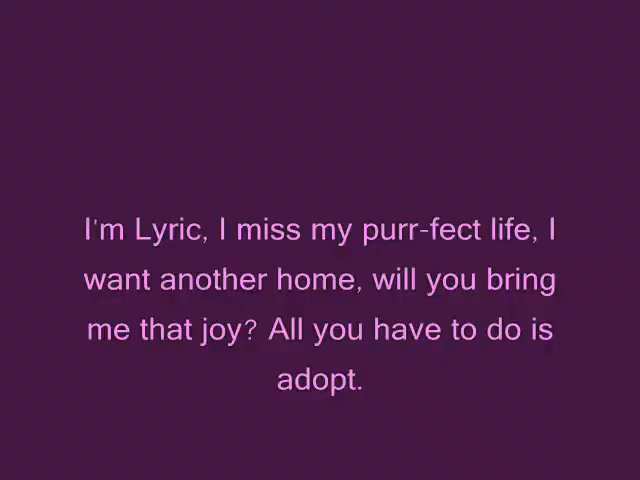 I'm Lyric, I miss my purr-fect life, I
want another home, will you bring
me that joy? All you have to do is
adopt.